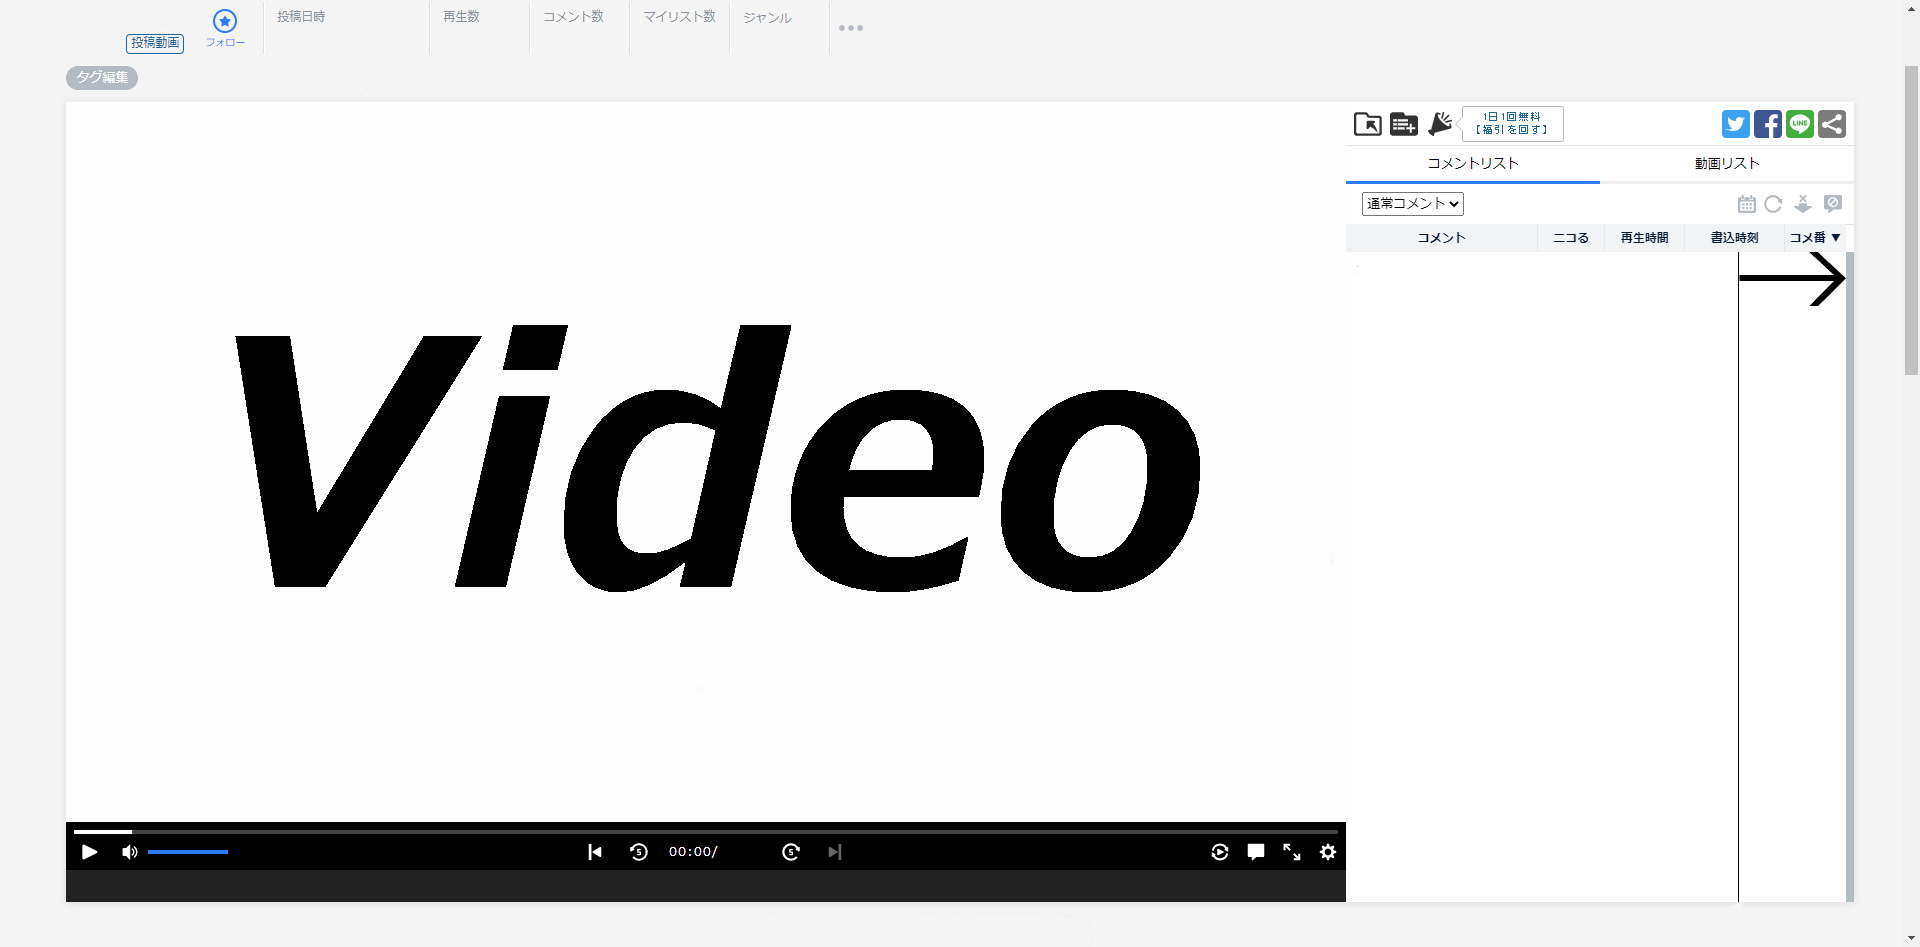 投稿動画
フォロー
投稿日時
再生数
コメント数
マイリスト数
ジャンル
タグ編集
1日1回無料
【福引を回す】
LINE
コメントリスト
動画リスト
通常コメント
コメント
ニコる
再生時間
書込時刻
コメ番 ▼
Video
5
00:00/
5